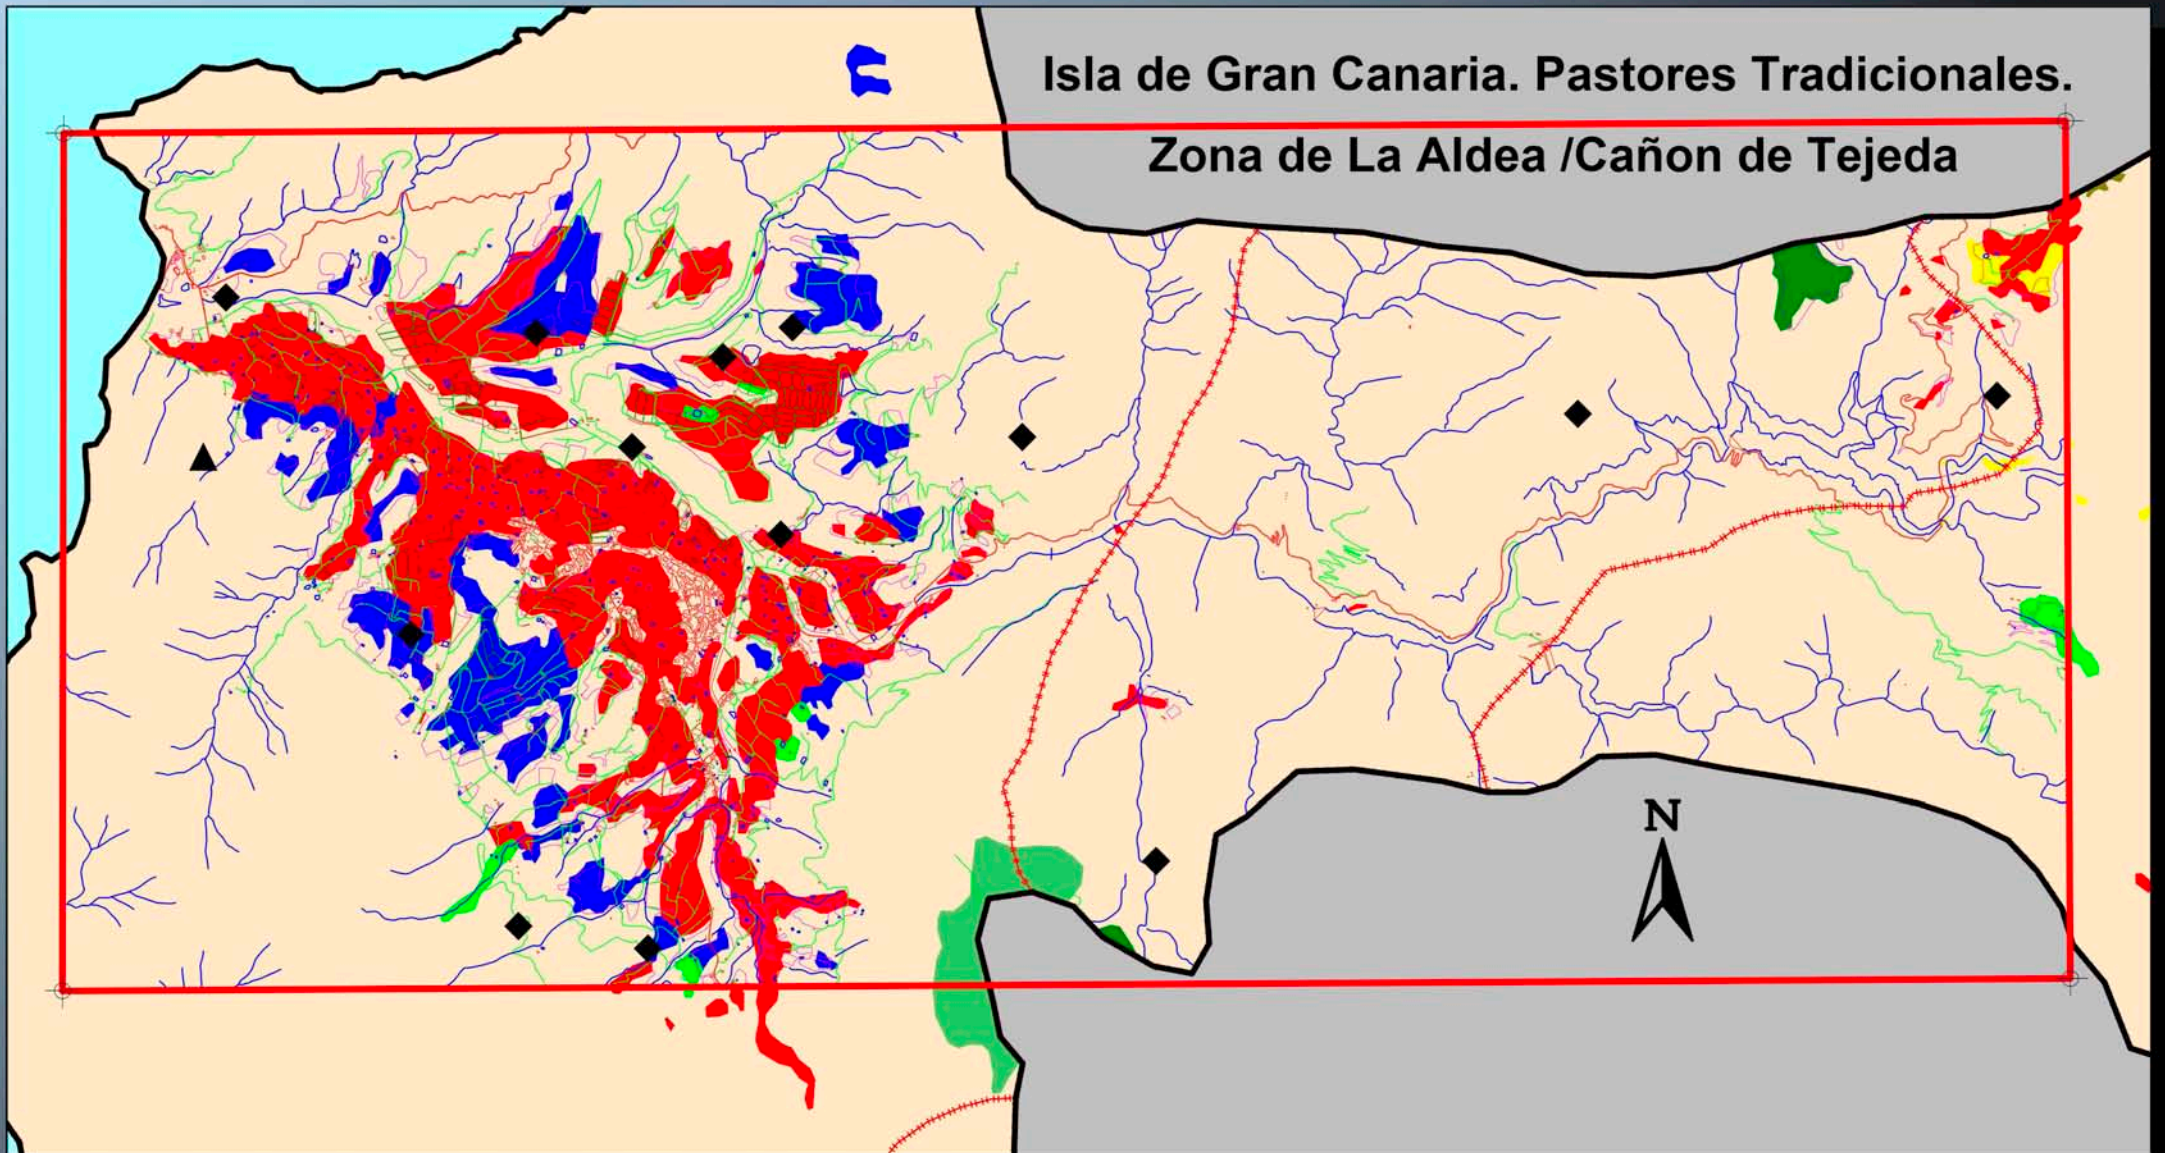 Isla de Gran Canaria. Pastores Tradicionales.
Zona de La Aldea /Cañon de Tejeda
N